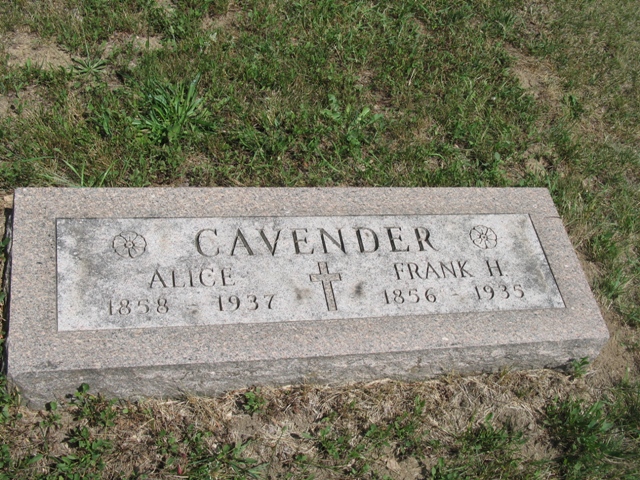 CAVENDER
ALICE FRANK H.
1858 - 1937 1856 - 1935